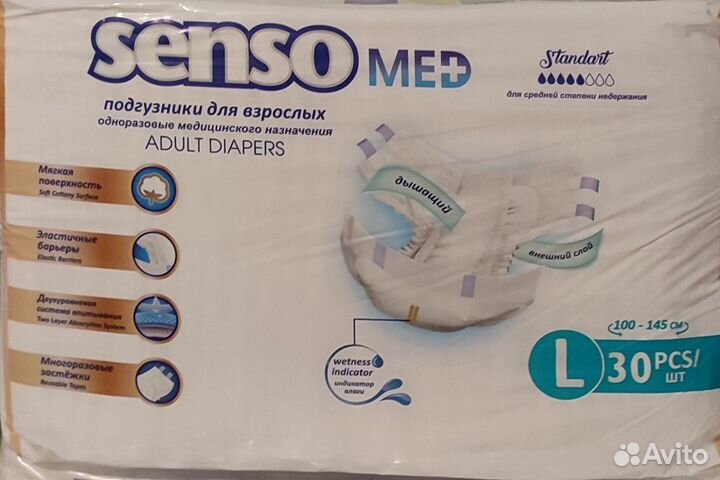 senso MED
подгузники для взрослых
одноразовые медицинского назначения
ADULT DIAPERS
Standart
для средней степени недержания
Мягкая
поверхность
Soft Cottony Surface
Эластичные
барьеры
Elastic Barriers
Двухуровневая
система впитывания
Two Layer Absorption System
Многоразовые
застёжки
Reusable Tapes
дышащий
внешний слой
wetness
indicator
индикатор
влаги
100 - 145 см
L 30 PCS/
ШТ
Avito